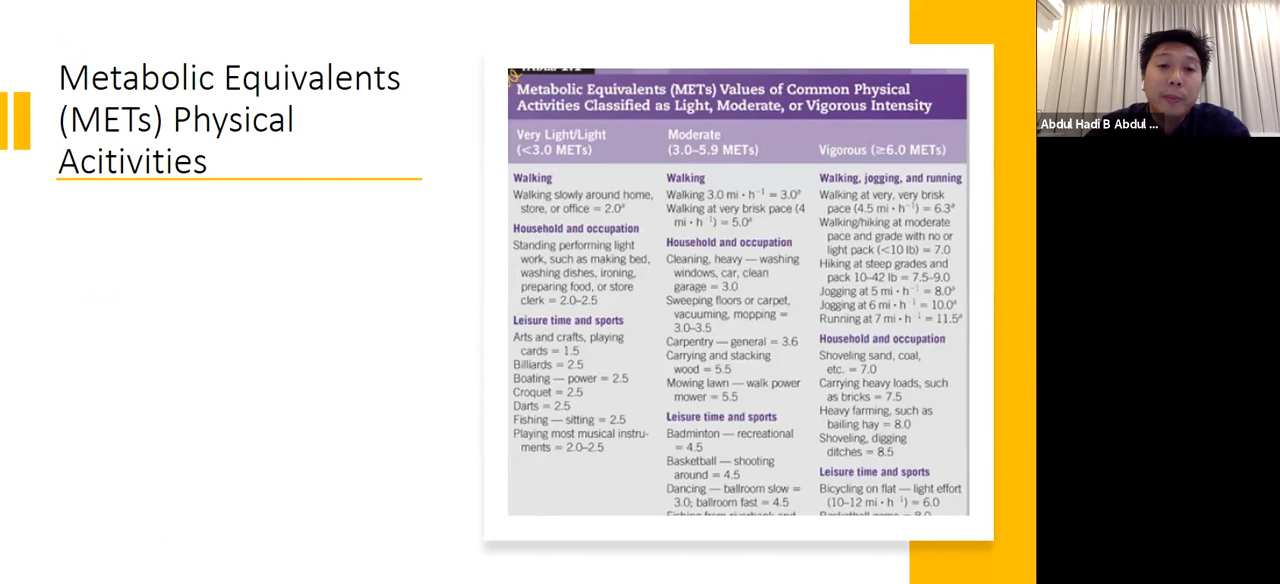 Metabolic Equivalents
(METs) Physical
Acitivities
Metabolic Equivalents (METs) Values of Common Physical
Activities Classified as Light, Moderate, or Vigorous Intensity
Very Light/Light
(<3.0 METs)
Walking
Walking slowly around home,
store, or office = 2.0ᵃ
Household and occupation
Standing performing light
work, such as making bed,
washing dishes, ironing,
preparing food, or store
clerk = 2.0–2.5
Leisure time and sports
Arts and crafts, playing
cards = 1.5
Billiards = 2.5
Boating — power = 2.5
Croquet = 2.5
Darts = 2.5
Fishing — sitting = 2.5
Playing most musical instru-
ments = 2.0–2.5
Moderate
(3.0–5.9 METs)
Walking
Walking 3.0 mi · h⁻¹ = 3.0ᵃ
Walking at very brisk pace (4
mi · h⁻¹) = 5.0ᵃ
Household and occupation
Cleaning, heavy — washing
windows, car, clean
garage = 3.0
Sweeping floors or carpet,
vacuuming, mopping =
3.0–3.5
Carpentry — general = 3.6
Carrying and stacking
wood = 5.5
Mowing lawn — walk power
mower = 5.5
Leisure time and sports
Badminton — recreational
= 4.5
Basketball — shooting
around = 4.5
Dancing — ballroom slow =
3.0; ballroom fast = 4.5
Fishing from riverbank and
Vigorous (≥6.0 METs)
Walking, jogging, and running
Walking at very, very brisk
pace (4.5 mi · h⁻¹) = 6.3ᵃ
Walking/hiking at moderate
pace and grade with no or
light pack (<10 lb) = 7.0
Hiking at steep grades and
pack 10–42 lb = 7.5–9.0
Jogging at 5 mi · h⁻¹ = 8.0ᵃ
Jogging at 6 mi · h⁻¹ = 10.0ᵃ
Running at 7 mi · h⁻¹ = 11.5ᵃ
Household and occupation
Shoveling sand, coal,
etc. = 7.0
Carrying heavy loads, such
as bricks = 7.5
Heavy farming, such as
bailing hay = 8.0
Shoveling, digging
ditches = 8.5
Leisure time and sports
Bicycling on flat — light effort
(10–12 mi · h⁻¹) = 6.0
Basketball game = 8.0
Abdul Hadi B Abdul ...